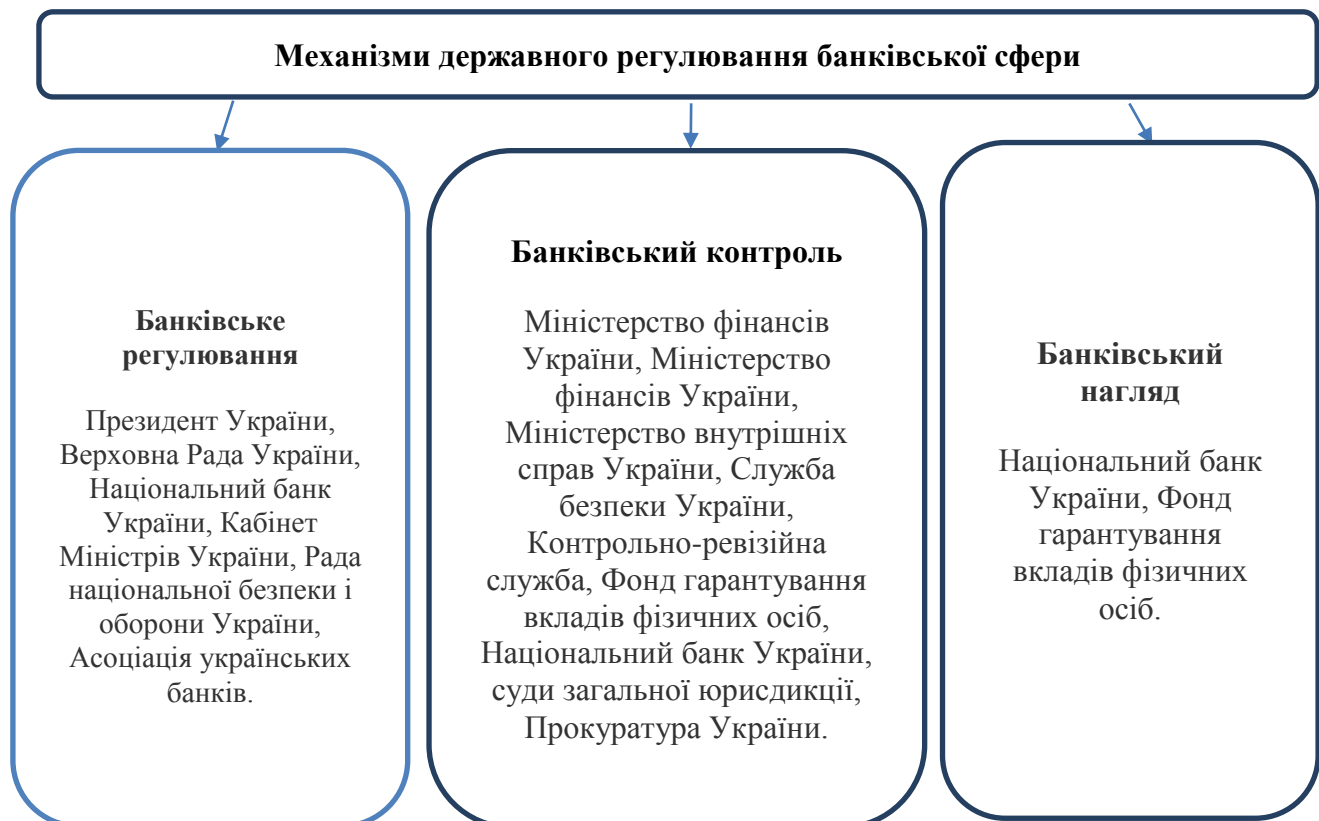 Механізми державного регулювання банківської сфери
Банківське
регулювання
Президент України,
Верховна Рада України,
Національний банк
України, Кабінет
Міністрів України, Рада
національної безпеки і
оборони України,
Асоціація українських
банків.
Банківський контроль
Міністерство фінансів
України, Міністерство
фінансів України,
Міністерство внутрішніх
справ України, Служба
безпеки України,
Контрольно-ревізійна
служба, Фонд гарантування
вкладів фізичних осіб,
Національний банк України,
суди загальної юрисдикції,
Прокуратура України.
Банківський
нагляд
Національний банк
України, Фонд
гарантування
вкладів фізичних
осіб.